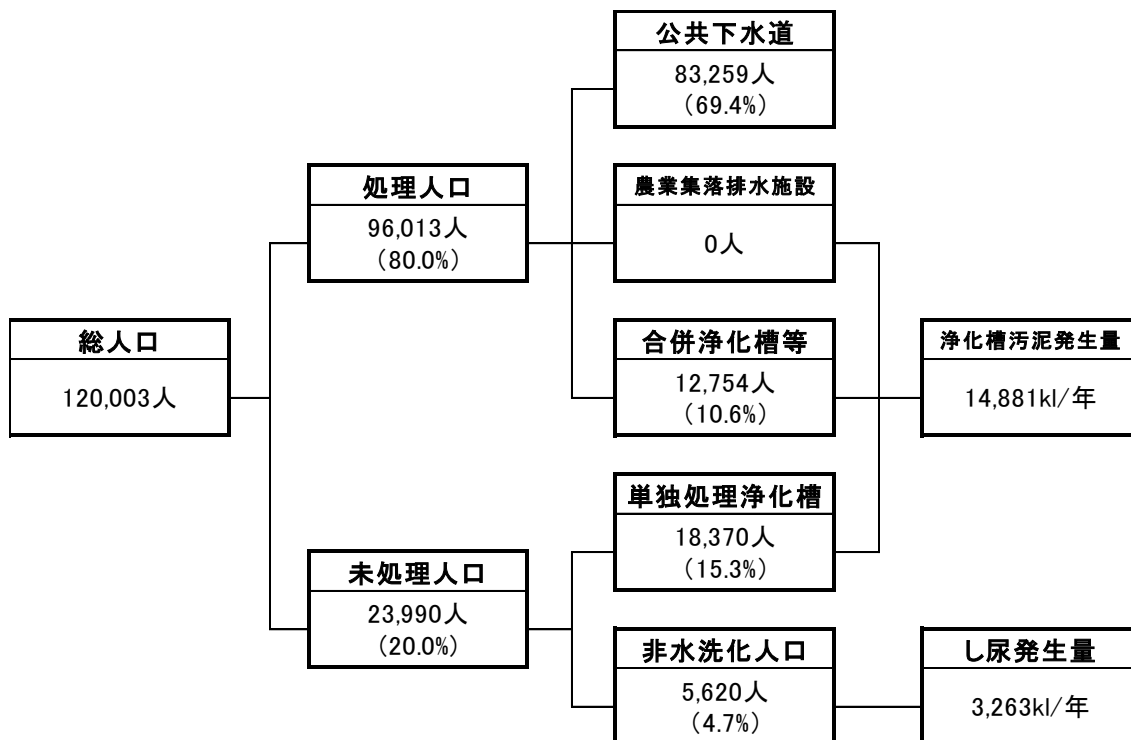 公共下水道
83,259人
(69.4%)
処理人口
96,013人
(80.0%)
農業集落排水施設
0人
総人口
120,003人
合併浄化槽等
12,754人
(10.6%)
浄化槽汚泥発生量
14,881kl/年
単独処理浄化槽
18,370人
(15.3%)
未処理人口
23,990人
(20.0%)
非水洗化人口
5,620人
(4.7%)
し尿発生量
3,263kl/年